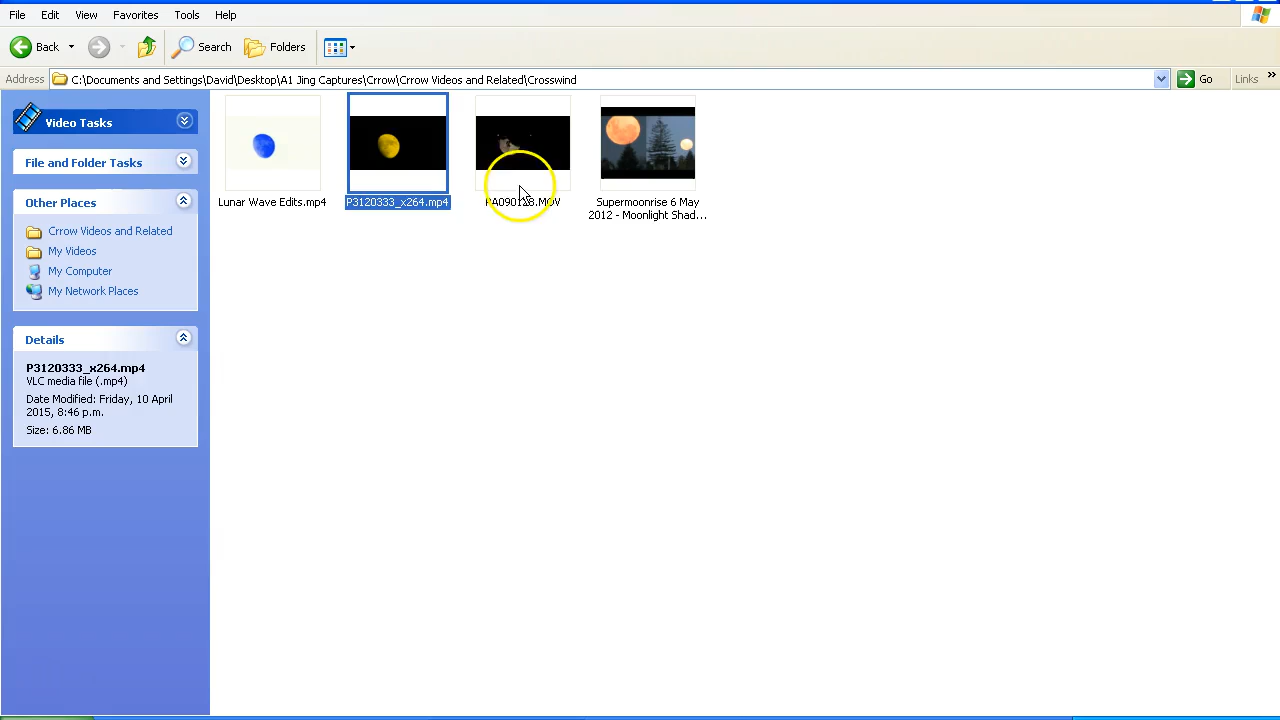 File Edit View Favorites Tools Help
Back Search Folders
Address C:\Documents and Settings\David\Desktop\A1 Jing Captures\Crrow\Crrow Videos and Related\Crosswind Go Links »
Video Tasks
File and Folder Tasks
Other Places
Crrow Videos and Related
My Videos
My Computer
My Network Places
Details
P3120333_x264.mp4
VLC media file (.mp4)
Date Modified: Friday, 10 April
2015, 8:46 p.m.
Size: 6.86 MB
Lunar Wave Edits.mp4
P3120333_x264.mp4
Supermoonrise 6 May
2012 - Moonlight Shad...